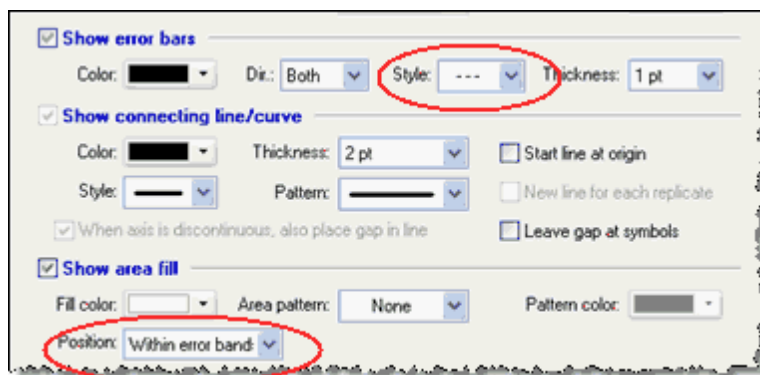 Show error bars
Color: Dir.: Both Style: --- Thickness: 1 pt
Show connecting line/curve
Color: Thickness: 2 pt Start line at origin
Style: Pattern: New line for each replicate
When axis is discontinuous, also place gap in line Leave gap at symbols
Show area fill
Fill color: Area pattern: None Pattern color:
Position: Within error band